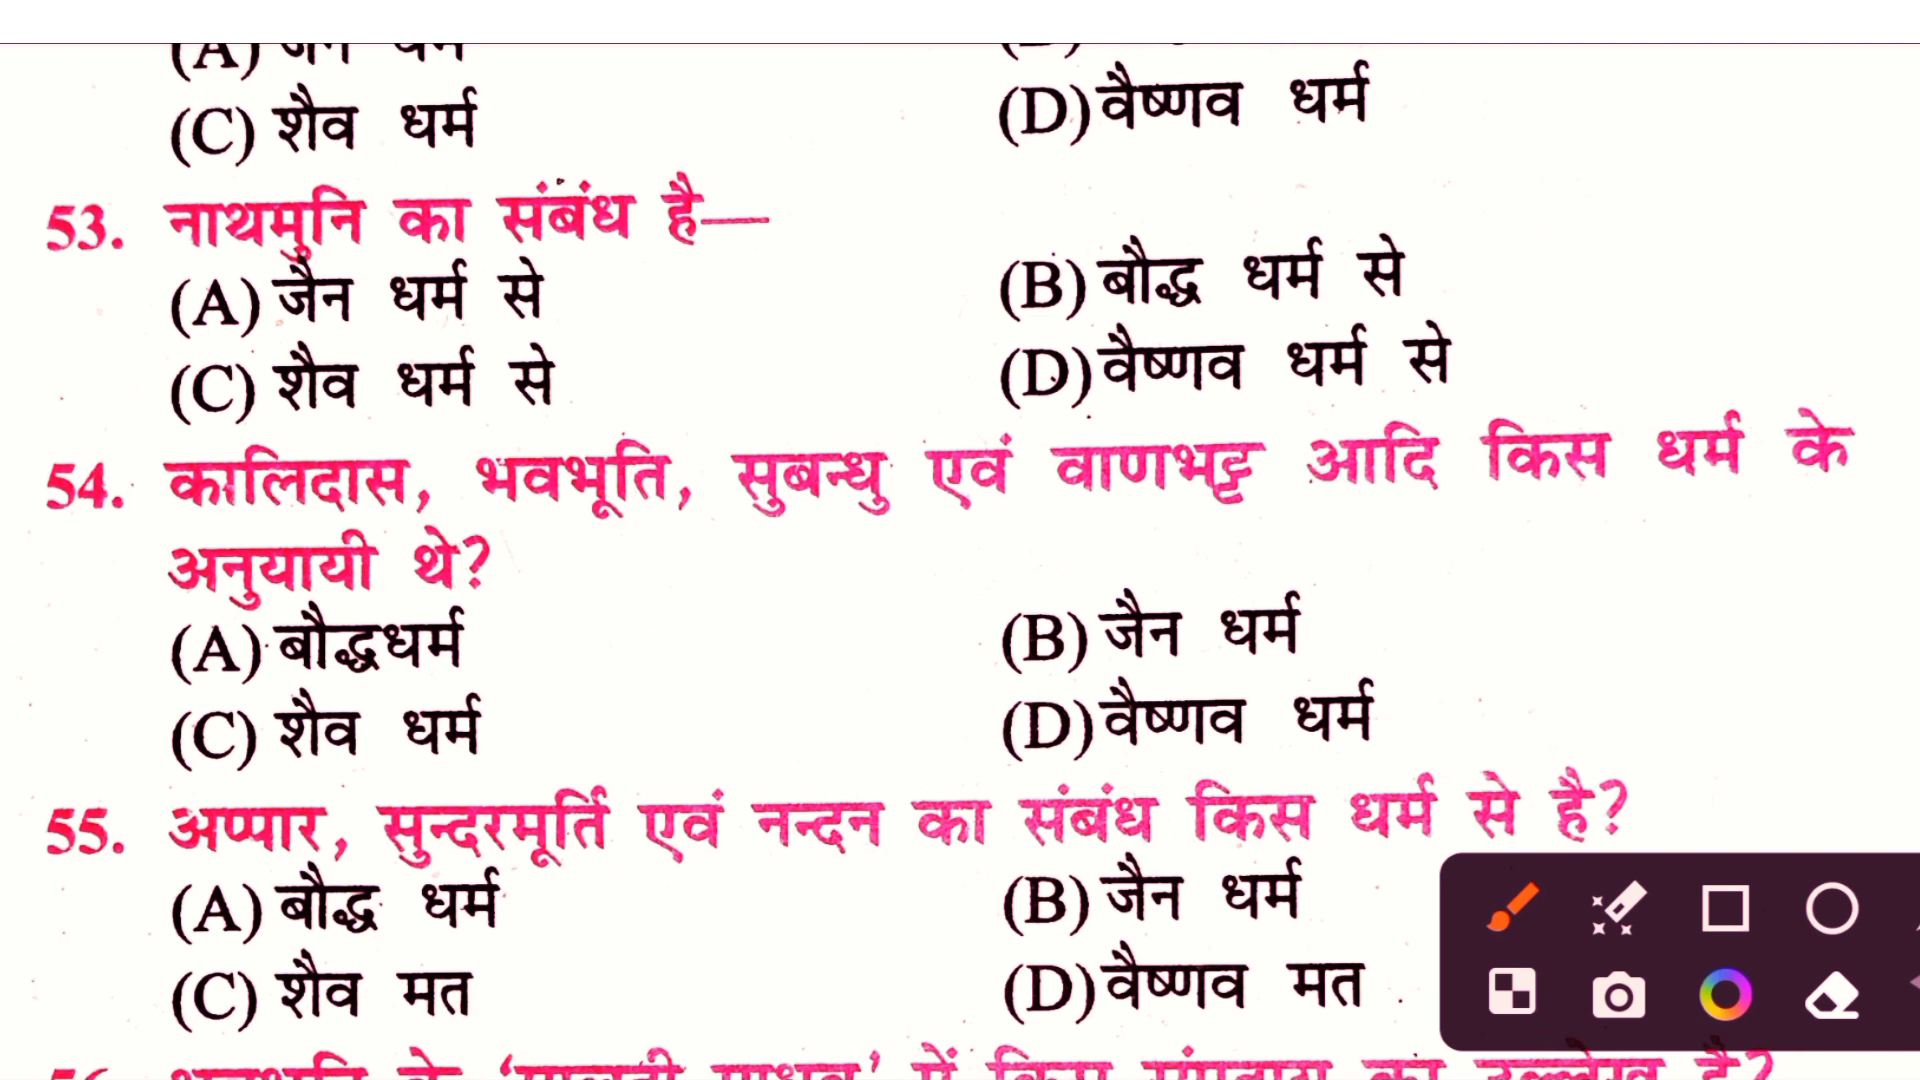 (C) शैव धर्म
(D) वैष्णव धर्म
53. नाथमुनि का संबंध है—
(A) जैन धर्म से
(B) बौद्ध धर्म से
(C) शैव धर्म से
(D) वैष्णव धर्म से
54. कालिदास, भवभूति, सुबन्धु एवं वाणभट्ट आदि किस धर्म के
अनुयायी थे?
(A) बौद्धधर्म
(B) जैन धर्म
(C) शैव धर्म
(D) वैष्णव धर्म
55. अप्पार, सुन्दरमूर्ति एवं नन्दन का संबंध किस धर्म से है?
(A) बौद्ध धर्म
(B) जैन धर्म
(C) शैव मत
(D) वैष्णव मत